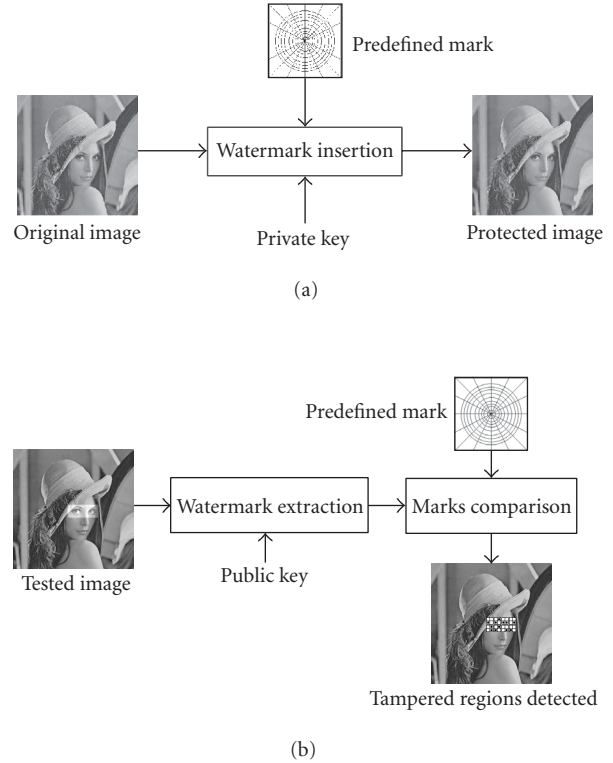 Predefined mark
Watermark insertion
Original image
Private key
Protected image
(a)
Predefined mark
Watermark extraction
Marks comparison
Tested image
Public key
Tampered regions detected
(b)